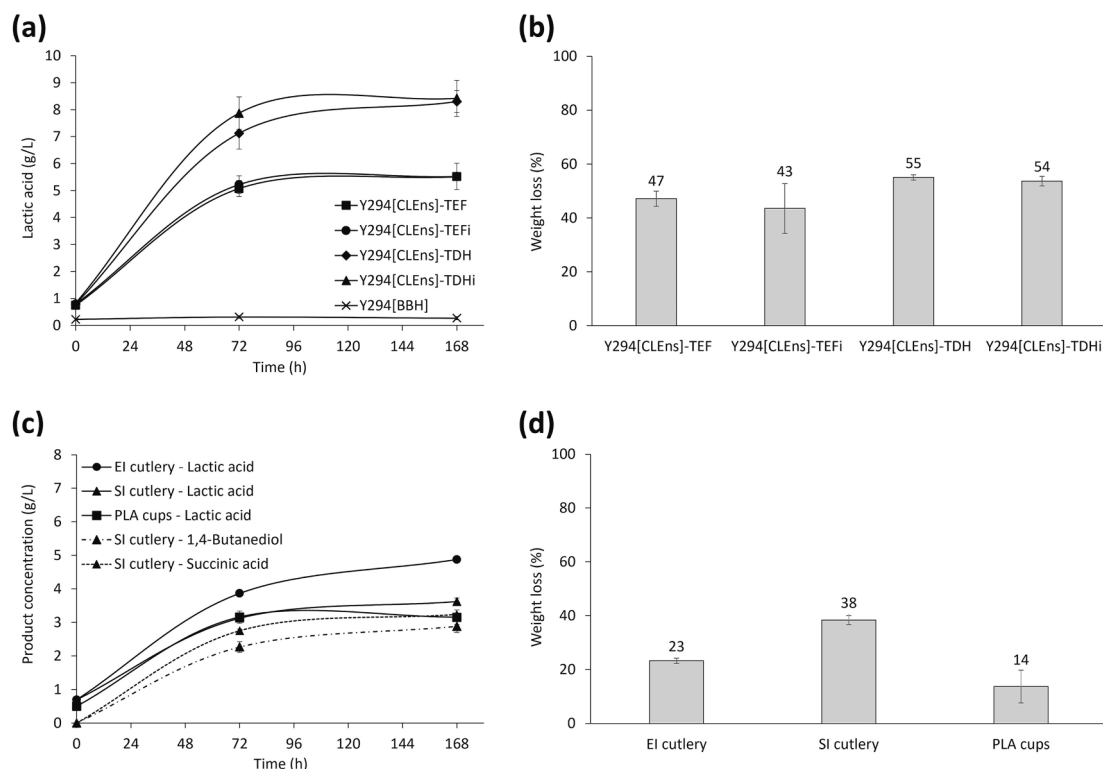 (a)
10
9
8
7
6
5
4
3
2
1
0
Lactic acid (g/L)
Y294[CLEns]-TEF
Y294[CLEns]-TEFi
Y294[CLEns]-TDH
Y294[CLEns]-TDHi
Y294[BBH]
0 24 48 72 96 120 144 168
Time (h)
(b)
100
80
60
40
20
0
Weight loss (%)
47 43 55 54
Y294[CLEns]-TEF Y294[CLEns]-TEFi Y294[CLEns]-TDH Y294[CLEns]-TDHi
(c)
8
7
6
5
4
3
2
1
0
Product concentration (g/L)
EI cutlery - Lactic acid
SI cutlery - Lactic acid
PLA cups - Lactic acid
SI cutlery - 1,4-Butanediol
SI cutlery - Succinic acid
0 24 48 72 96 120 144 168
Time (h)
(d)
100
80
60
40
20
0
Weight loss (%)
23 38 14
EI cutlery SI cutlery PLA cups